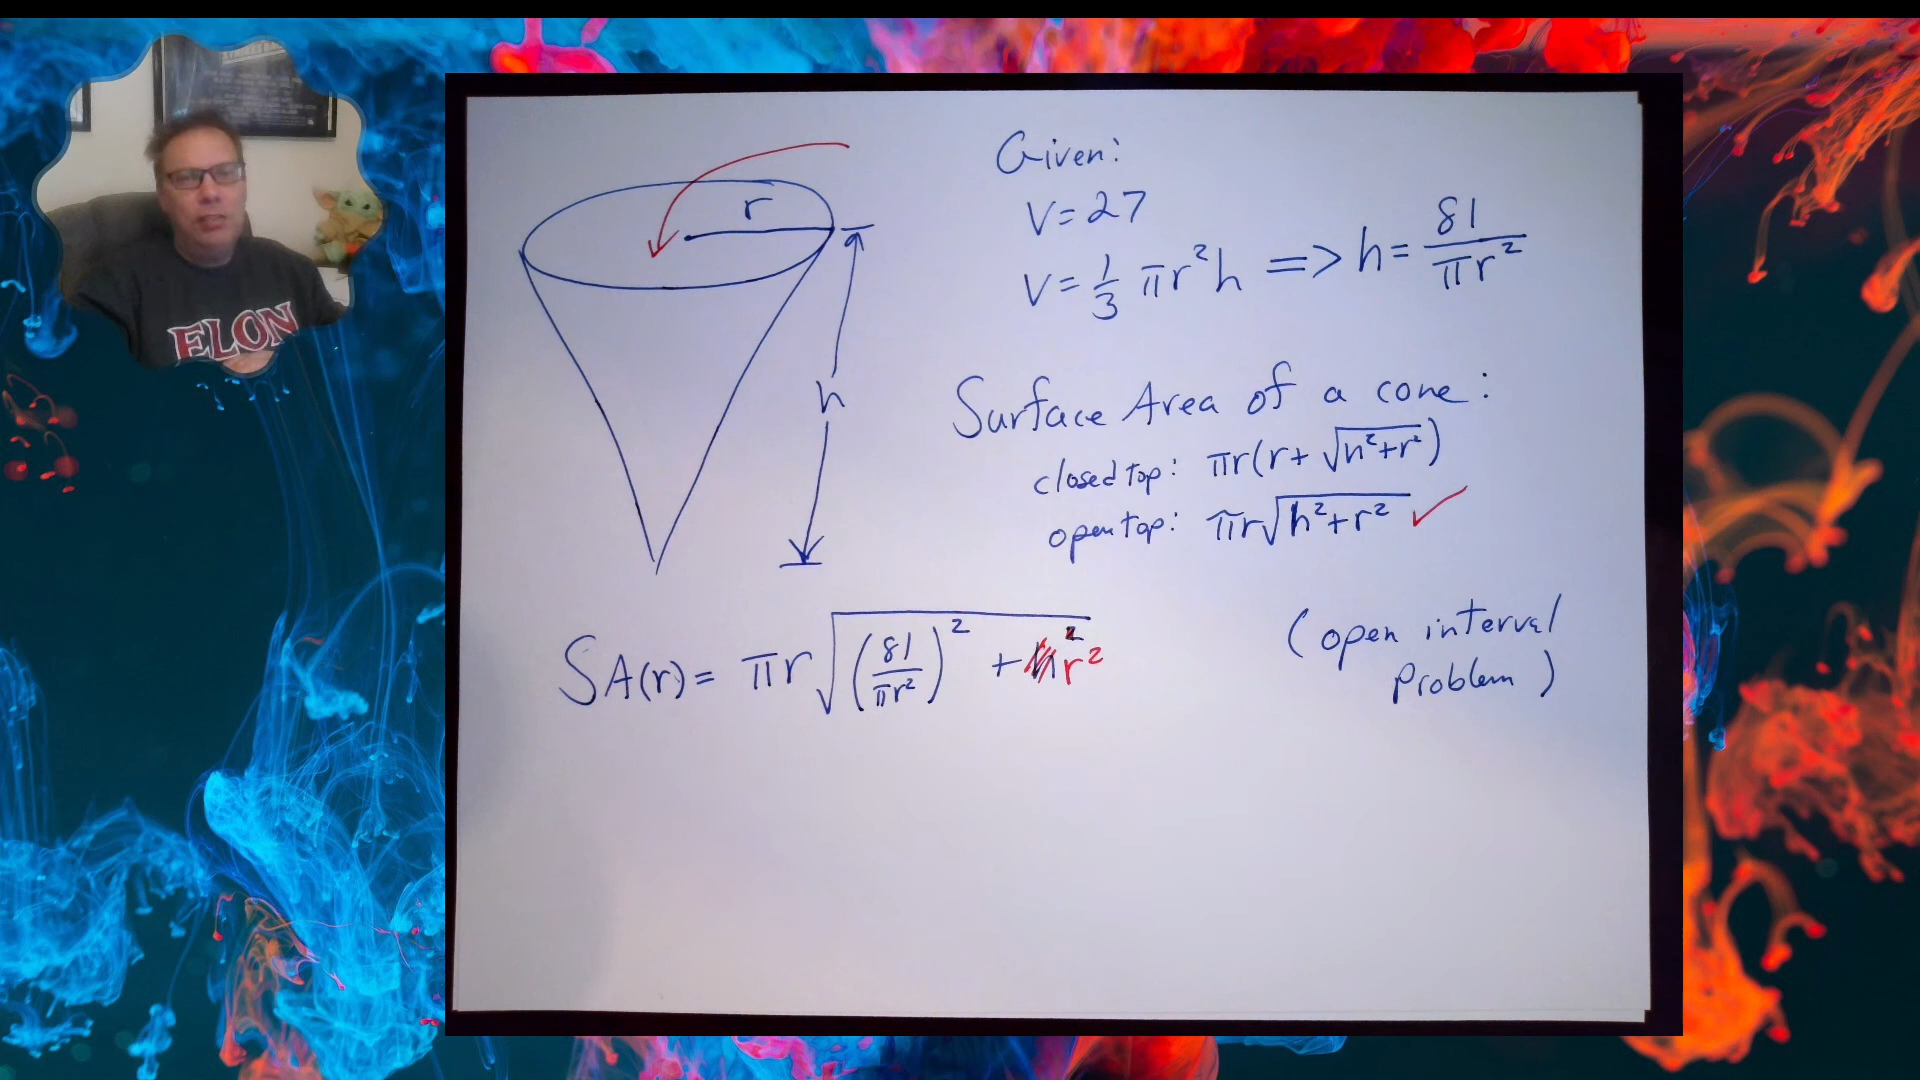 ELON
r
h
Given:
V=27
V=1/3 πr²h => h= 81/πr²
Surface Area of a cone:
closed top: πr(r+√(h²+r²))
open top: πr√(h²+r²) ✓
SA(r)= πr√((81/πr²)² + r²)
(open interval
problem)